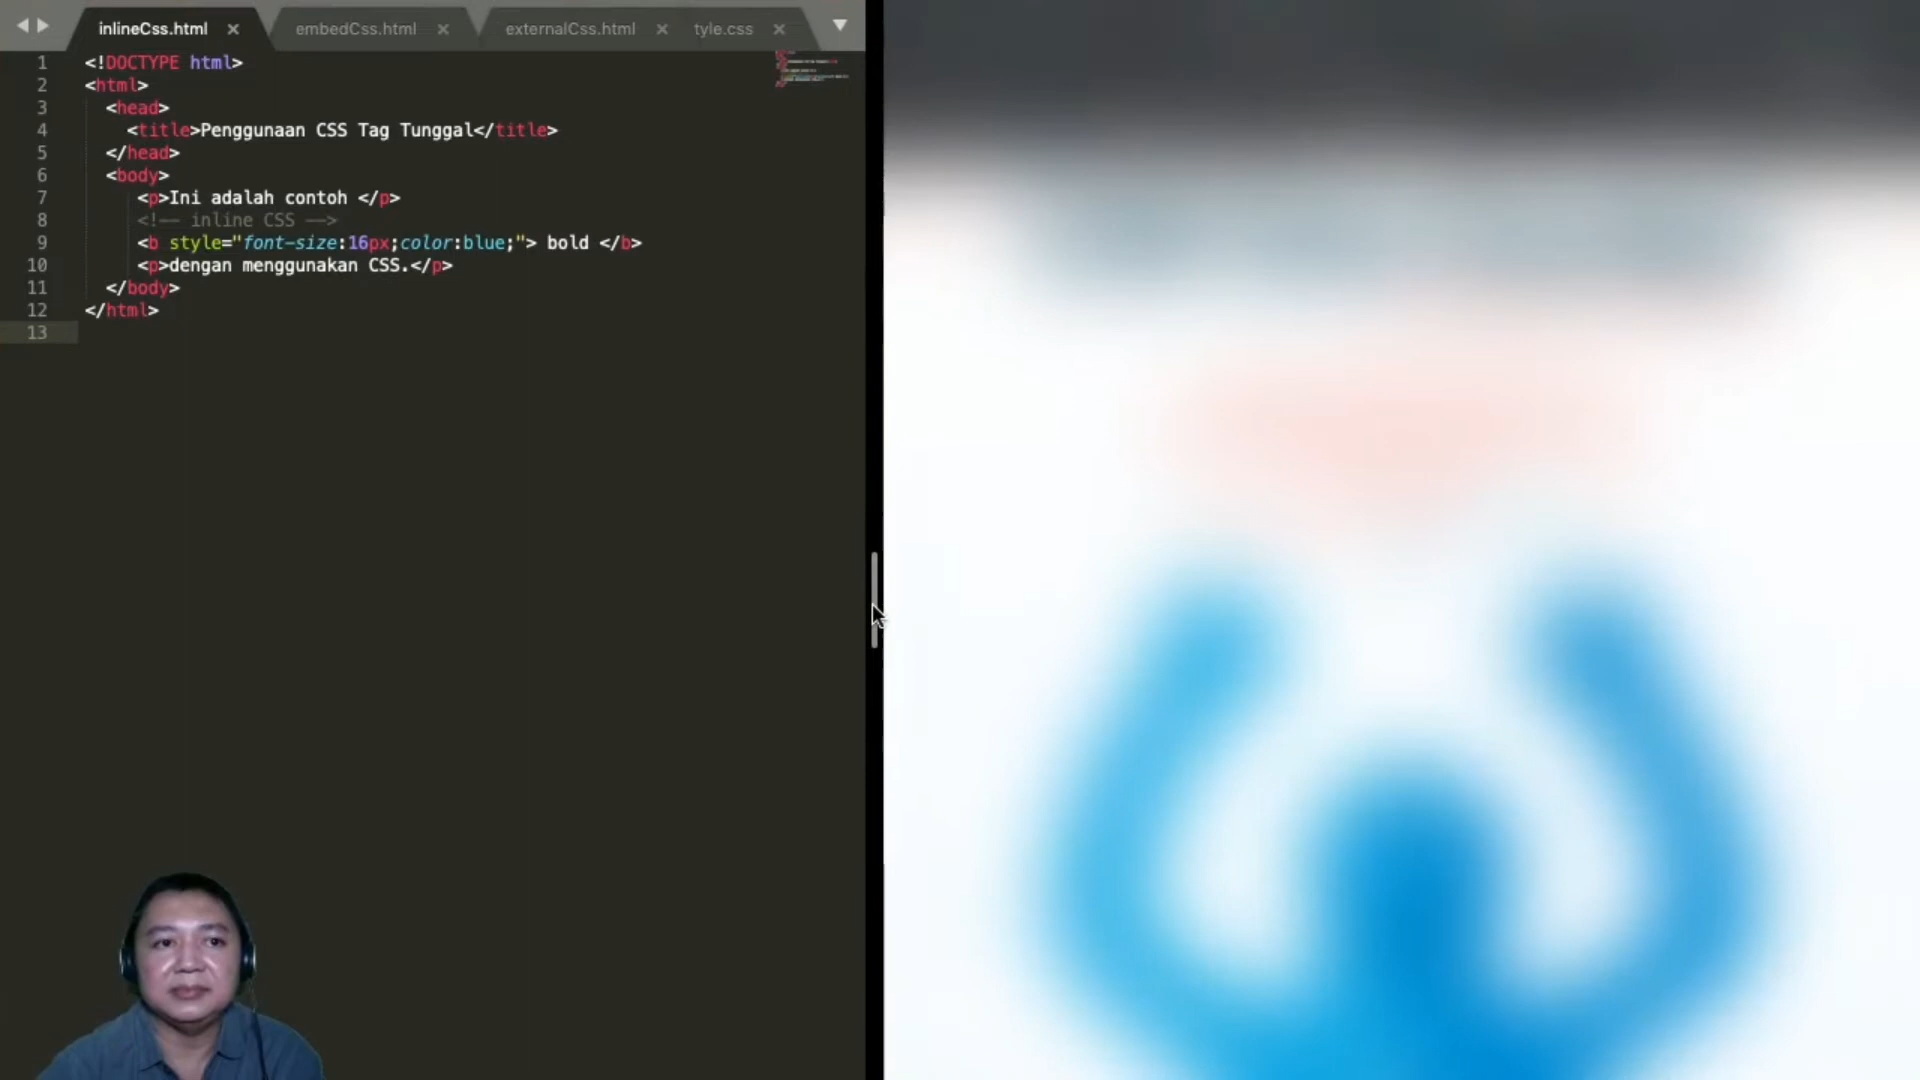 inlineCss.html
embedCss.html
externalCss.html
tyle.css
1 <!DOCTYPE html>
2 <html>
3 <head>
4 <title>Penggunaan CSS Tag Tunggal</title>
5 </head>
6 <body>
7 <p>Ini adalah contoh </p>
8 <!-- inline CSS -->
9 <b style="font-size:16px;color:blue;"> bold </b>
10 <p>dengan menggunakan CSS.</p>
11 </body>
12 </html>
13